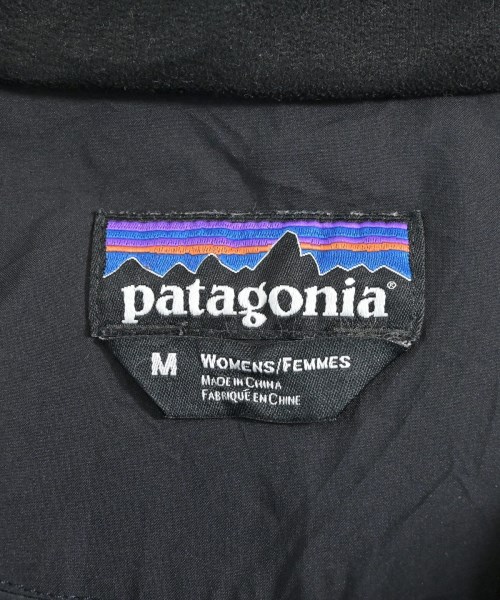 patagonia®
M WOMENS/FEMMES
MADE IN CHINA
FABRIQUÉ EN CHINE